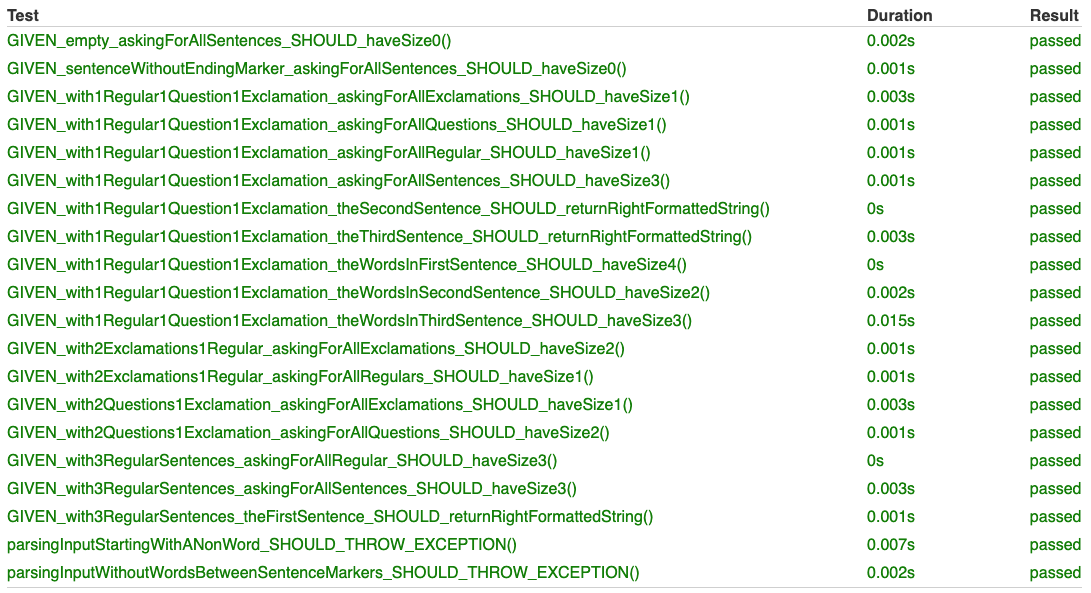 Test Duration Result
GIVEN_empty_askingForAllSentences_SHOULD_haveSize0() 0.002s passed
GIVEN_sentenceWithoutEndingMarker_askingForAllSentences_SHOULD_haveSize0() 0.001s passed
GIVEN_with1Regular1Question1Exclamation_askingForAllExclamations_SHOULD_haveSize1() 0.003s passed
GIVEN_with1Regular1Question1Exclamation_askingForAllQuestions_SHOULD_haveSize1() 0.001s passed
GIVEN_with1Regular1Question1Exclamation_askingForAllRegular_SHOULD_haveSize1() 0.001s passed
GIVEN_with1Regular1Question1Exclamation_askingForAllSentences_SHOULD_haveSize3() 0.001s passed
GIVEN_with1Regular1Question1Exclamation_theSecondSentence_SHOULD_returnRightFormattedString() 0s passed
GIVEN_with1Regular1Question1Exclamation_theThirdSentence_SHOULD_returnRightFormattedString() 0.003s passed
GIVEN_with1Regular1Question1Exclamation_theWordsInFirstSentence_SHOULD_haveSize4() 0s passed
GIVEN_with1Regular1Question1Exclamation_theWordsInSecondSentence_SHOULD_haveSize2() 0.002s passed
GIVEN_with1Regular1Question1Exclamation_theWordsInThirdSentence_SHOULD_haveSize3() 0.015s passed
GIVEN_with2Exclamations1Regular_askingForAllExclamations_SHOULD_haveSize2() 0.001s passed
GIVEN_with2Exclamations1Regular_askingForAllRegulars_SHOULD_haveSize1() 0.001s passed
GIVEN_with2Questions1Exclamation_askingForAllExclamations_SHOULD_haveSize1() 0.003s passed
GIVEN_with2Questions1Exclamation_askingForAllQuestions_SHOULD_haveSize2() 0.001s passed
GIVEN_with3RegularSentences_askingForAllRegular_SHOULD_haveSize3() 0s passed
GIVEN_with3RegularSentences_askingForAllSentences_SHOULD_haveSize3() 0.003s passed
GIVEN_with3RegularSentences_theFirstSentence_SHOULD_returnRightFormattedString() 0.001s passed
parsingInputStartingWithANonWord_SHOULD_THROW_EXCEPTION() 0.007s passed
parsingInputWithoutWordsBetweenSentenceMarkers_SHOULD_THROW_EXCEPTION() 0.002s passed